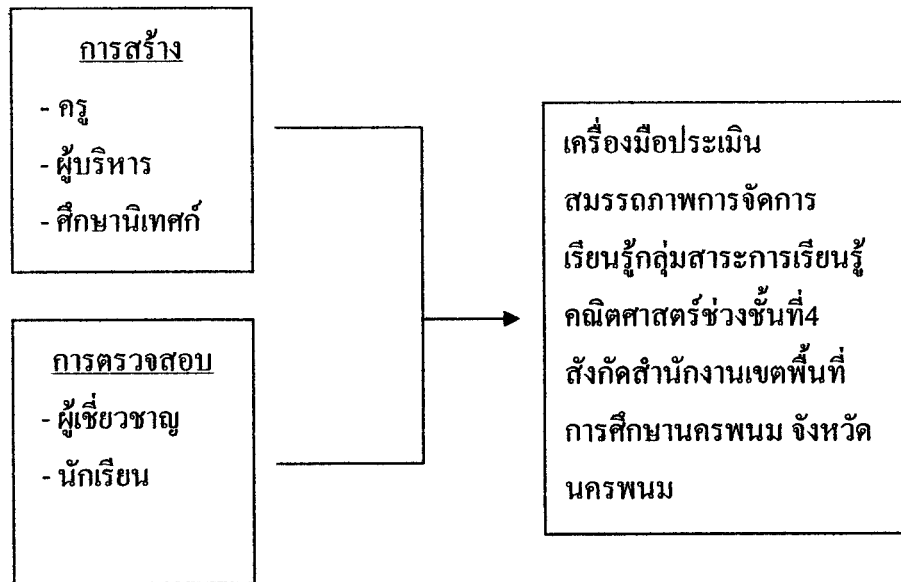 การสร้าง
- ครู
- ผู้บริหาร
- ศึกษานิเทศก์
การตรวจสอบ
- ผู้เชี่ยวชาญ
- นักเรียน
เครื่องมือประเมิน
สมรรถภาพการจัดการ
เรียนรู้กลุ่มสาระการเรียนรู้
คณิตศาสตร์ช่วงชั้นที่4
สังกัดสำนักงานเขตพื้นที่
การศึกษานครพนม จังหวัด
นครพนม